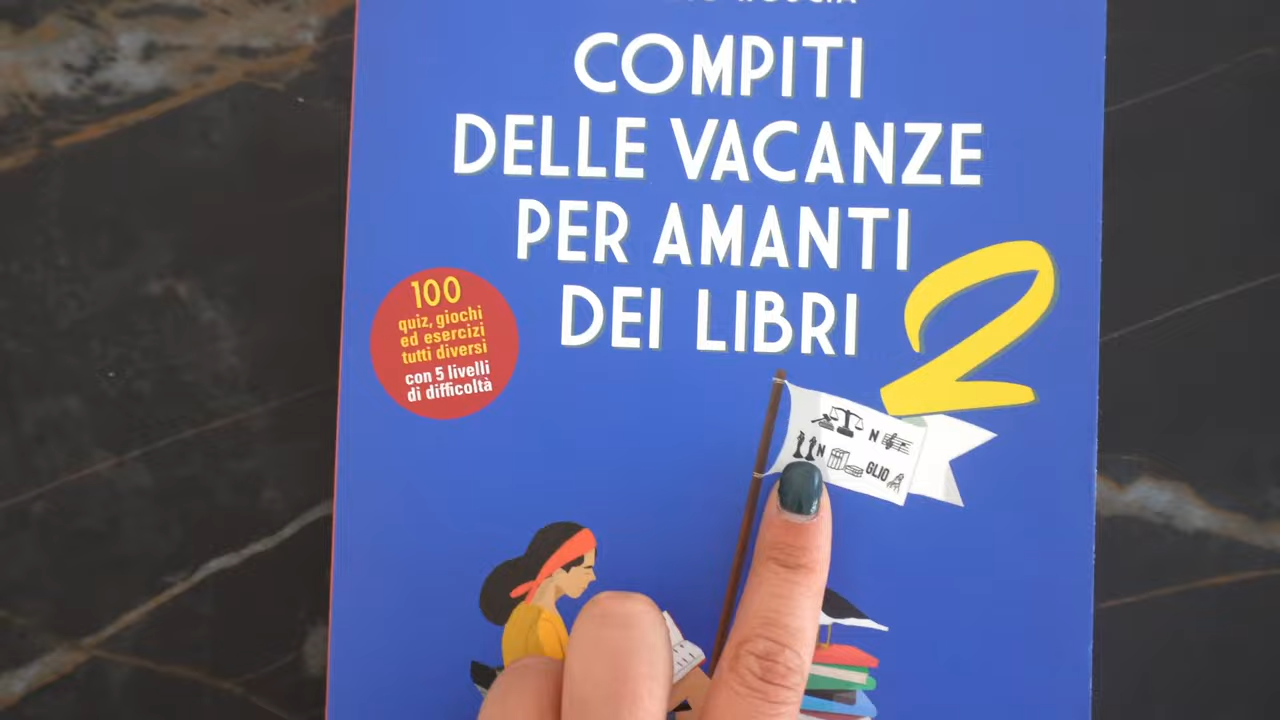 COMPITI
DELLE VACANZE
PER AMANTI
DEI LIBRI
2
100
quiz, giochi
ed esercizi
tutti diversi
con 5 livelli
di difficoltà
N
N GLIO